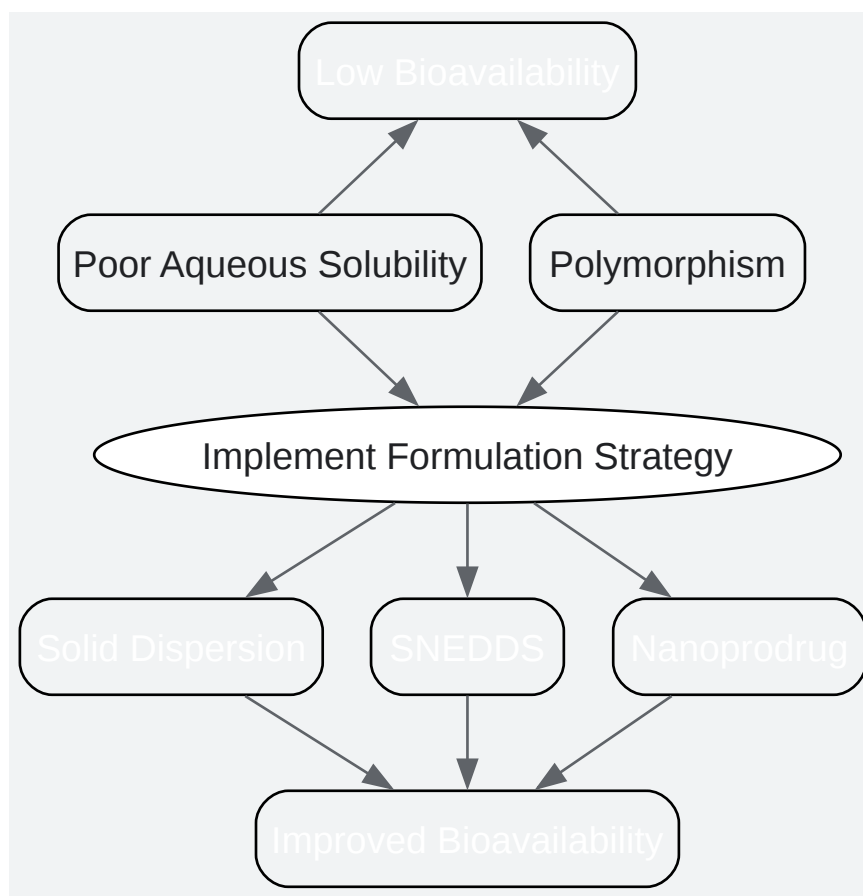 Low Bioavailability
Poor Aqueous Solubility
Polymorphism
Implement Formulation Strategy
Solid Dispersion
SNEDDS
Nanoprodrug
Improved Bioavailability